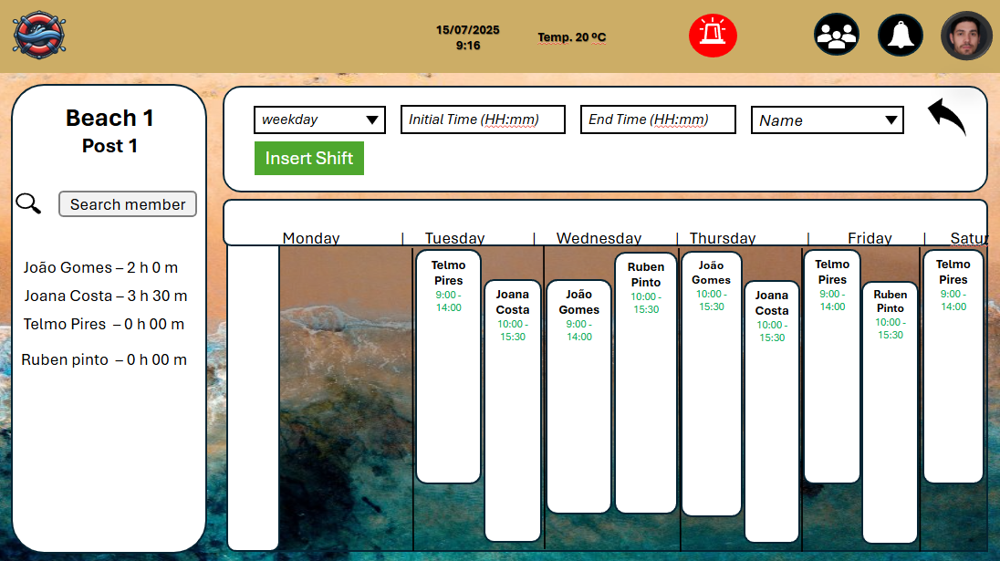 15/07/2025
9:16
Temp. 20 ºC
Beach 1
Post 1
Search member
João Gomes – 2 h 0 m
Joana Costa – 3 h 30 m
Telmo Pires – 0 h 00 m
Ruben pinto – 0 h 00 m
weekday
Initial Time (HH:mm)
End Time (HH:mm)
Name
Insert Shift
Monday | Tuesday | Wednesday | Thursday | Friday | Satur
Telmo
Pires
9:00 -
14:00
Joana
Costa
10:00 -
15:30
João
Gomes
9:00 -
14:00
Ruben
Pinto
10:00 -
15:30
João
Gomes
10:00 -
15:30
Joana
Costa
10:00 -
15:30
Telmo
Pires
9:00 -
14:00
Ruben
Pinto
10:00 -
15:30
Telmo
Pires
9:00 -
14:00